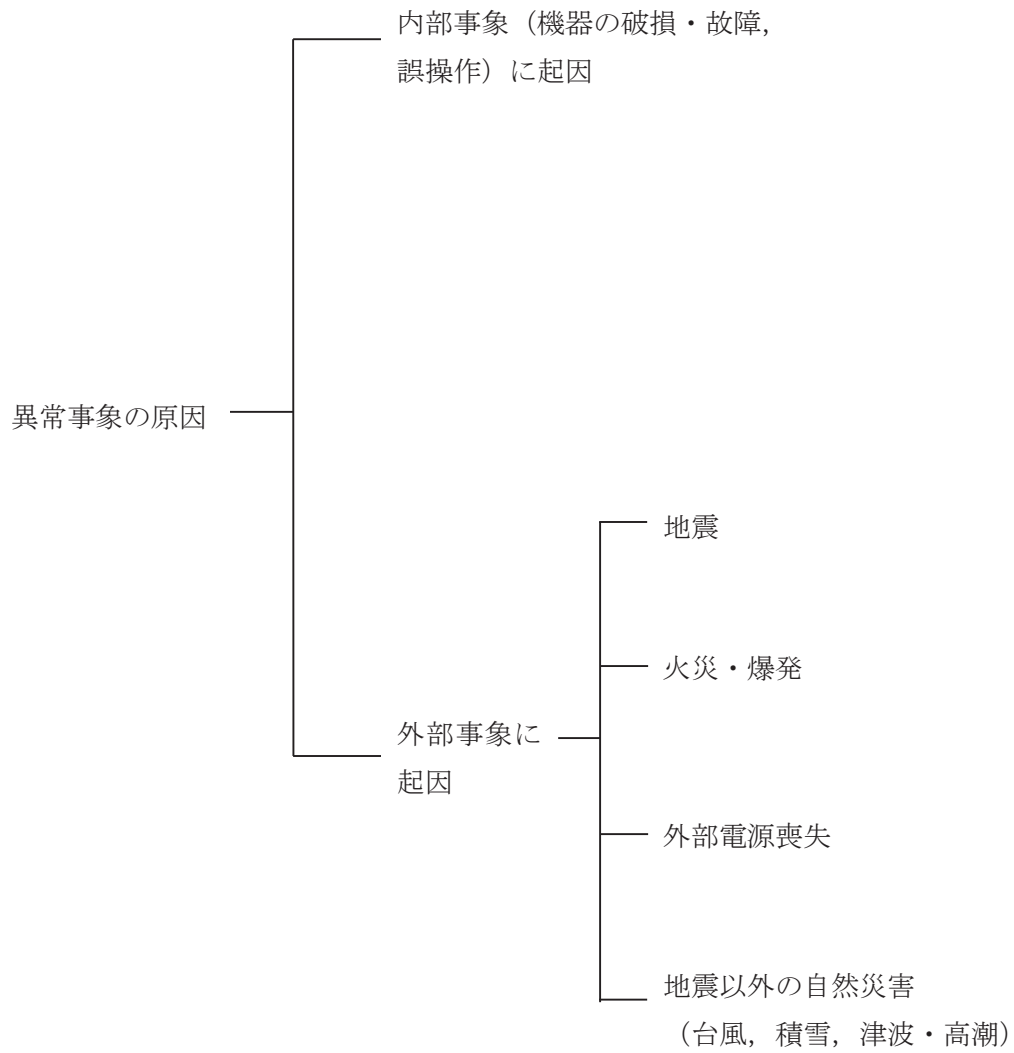 内部事象（機器の破損・故障，
誤操作）に起因
異常事象の原因
地震
火災・爆発
外部事象に
起因
外部電源喪失
地震以外の自然災害
（台風，積雪，津波・高潮）